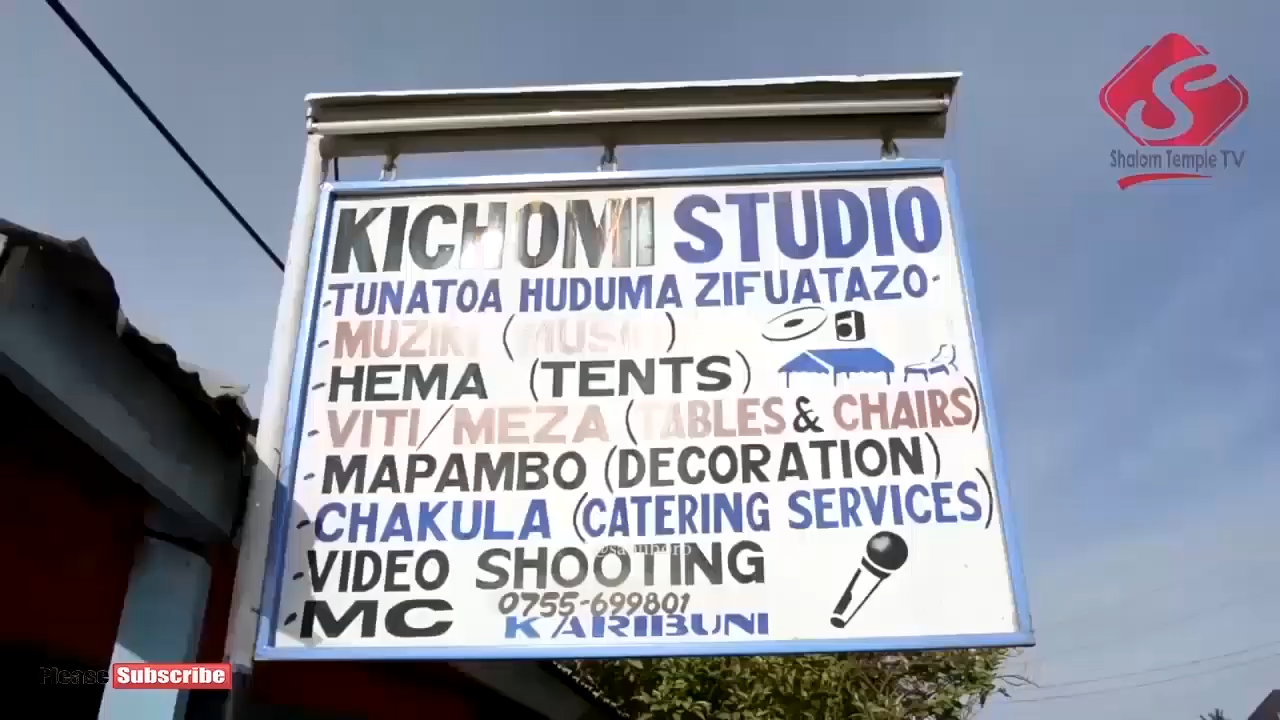 Shalom Temple TV
KICHOMI STUDIO
-TUNATOA HUDUMA ZIFUATAZO-
-MUZIKI (MUSIC)
-HEMA (TENTS)
-VITI/MEZA (TABLES & CHAIRS)
-MAPAMBO (DECORATION)
-CHAKULA (CATERING SERVICES)
-VIDEO SHOOTING
-MC 0755-699801
KARIBUNI
Please Subscribe